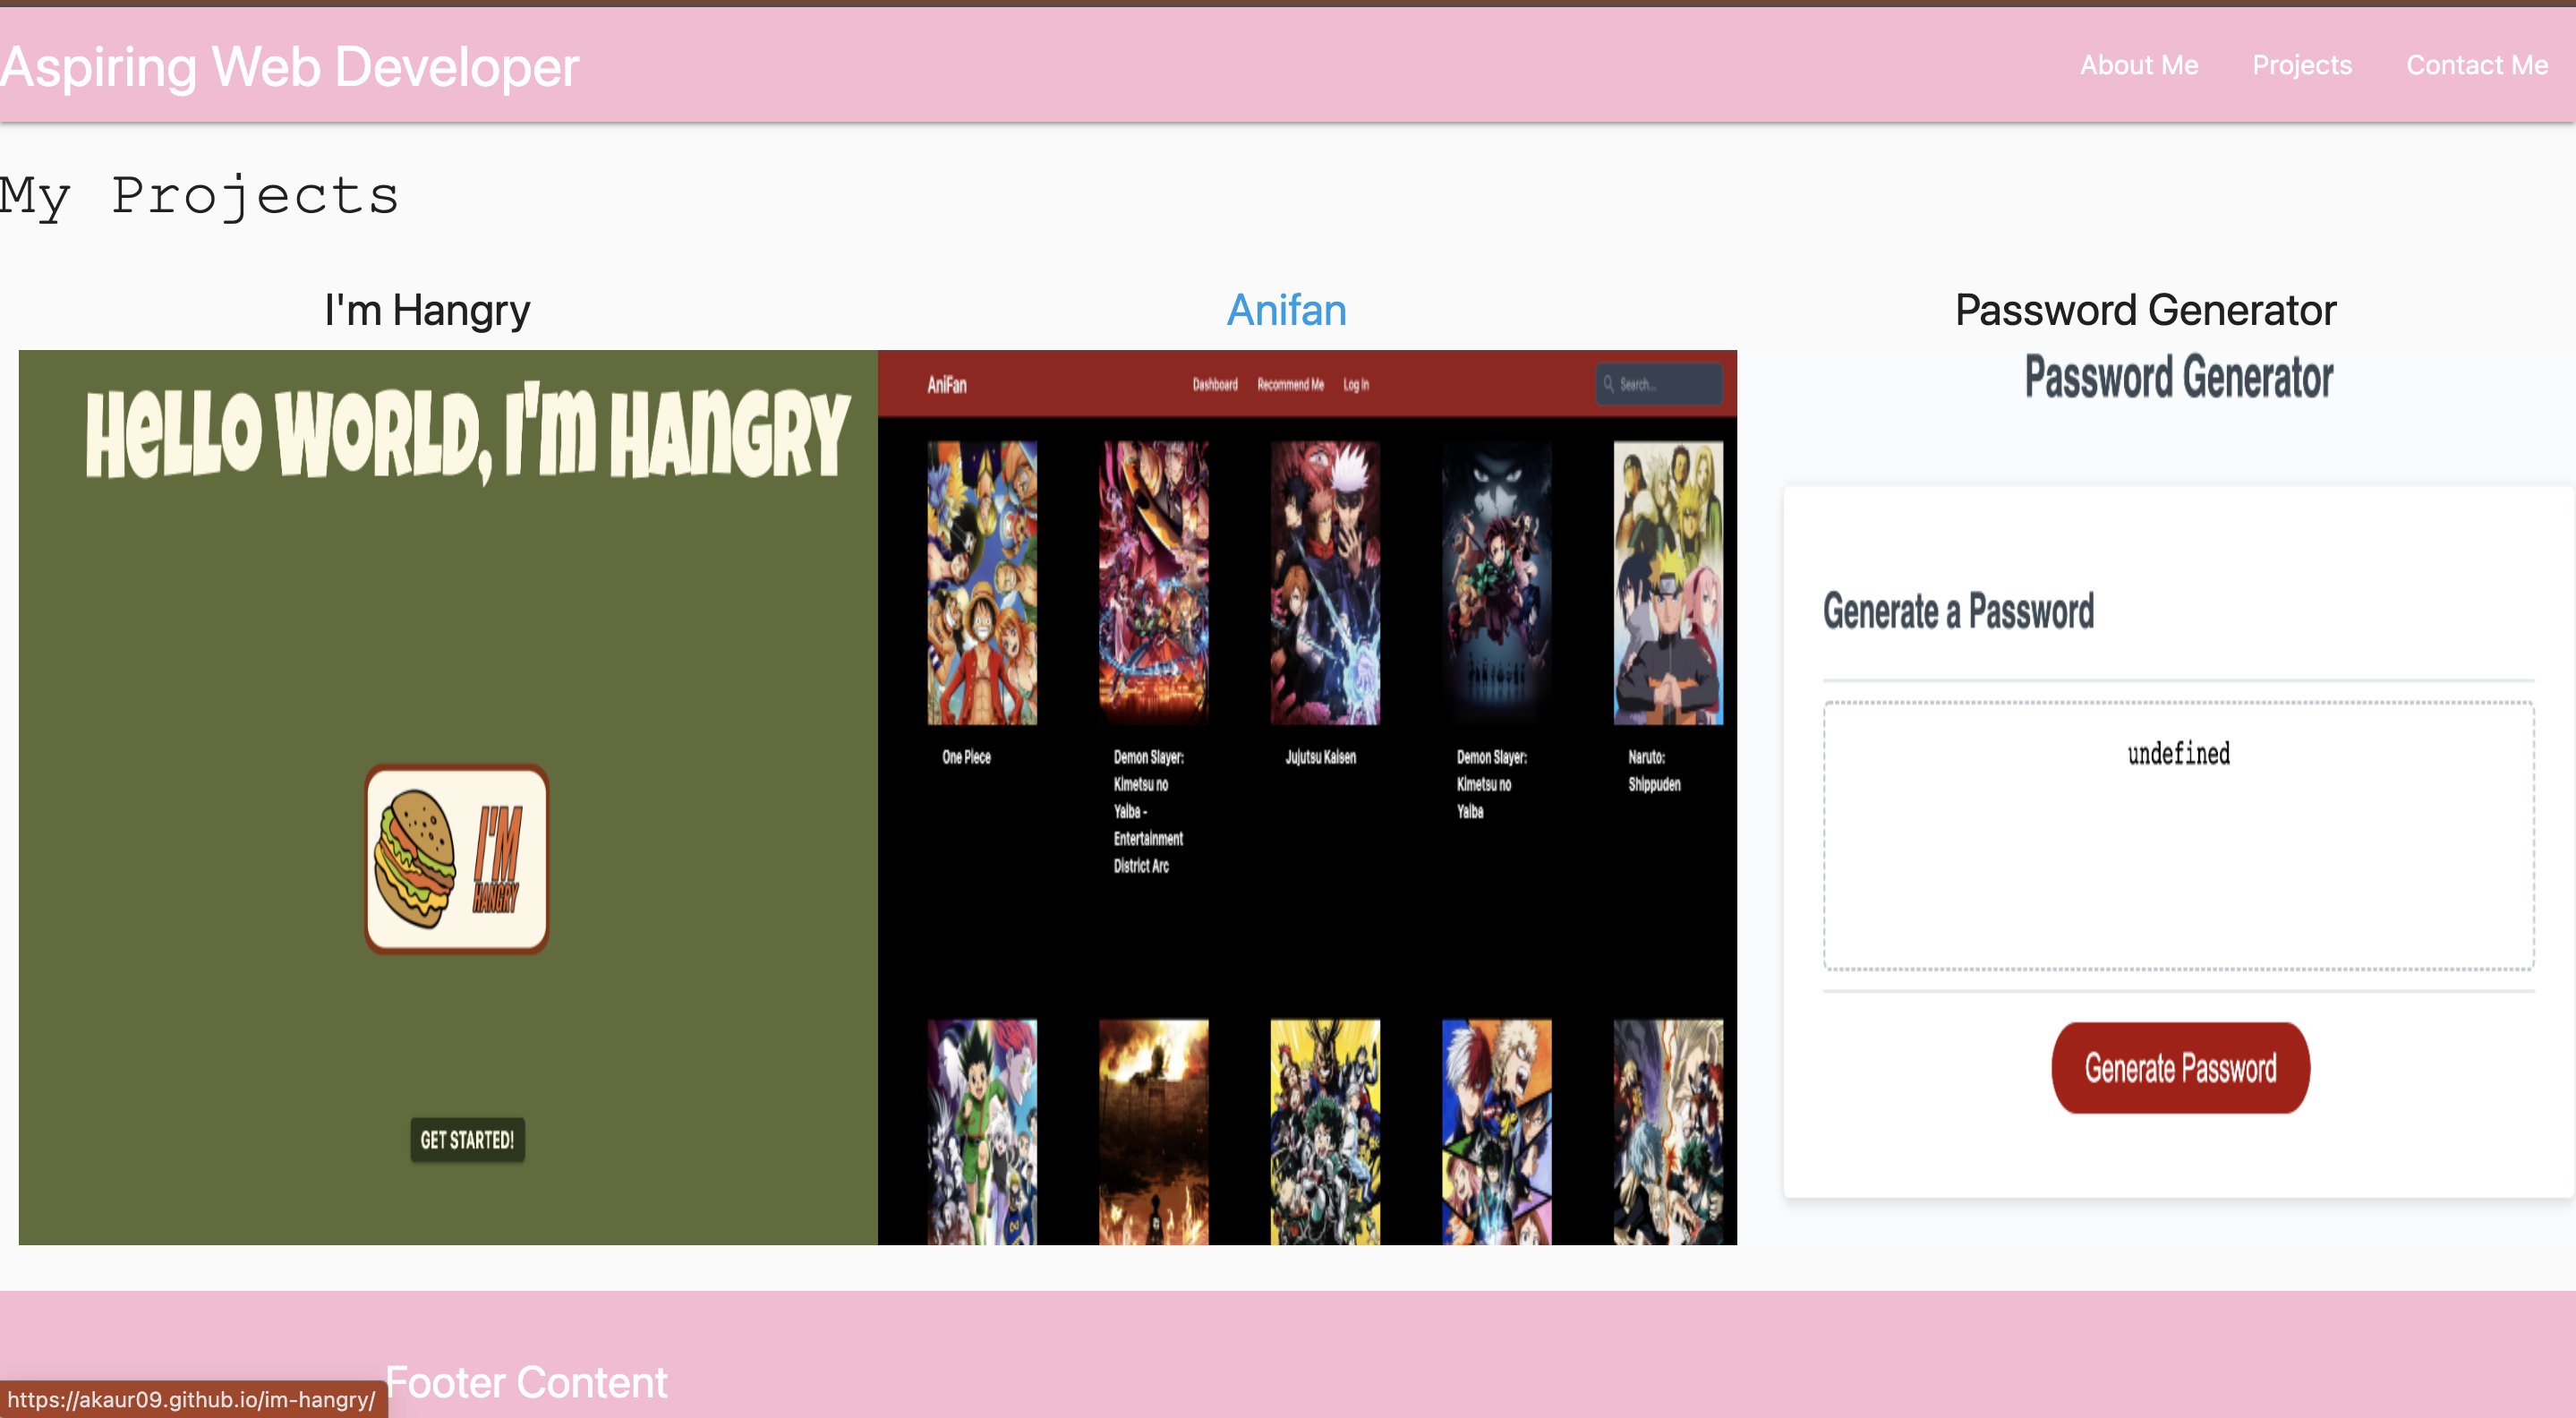 Aspiring Web Developer
About Me Projects Contact Me
My Projects
I'm Hangry
Hello World, I'm Hangry
I'M
HANGRY
GET STARTED!
Anifan
AniFan
Dashboard Recommend Me Log In
Search...
One Piece
Demon Slayer:
Kimetsu no
Yaiba -
Entertainment
District Arc
Jujutsu Kaisen
Demon Slayer:
Kimetsu no
Yaiba
Naruto:
Shippuden
Password Generator
Password Generator
Generate a Password
undefined
Generate Password
Footer Content
https://akaur09.github.io/im-hangry/